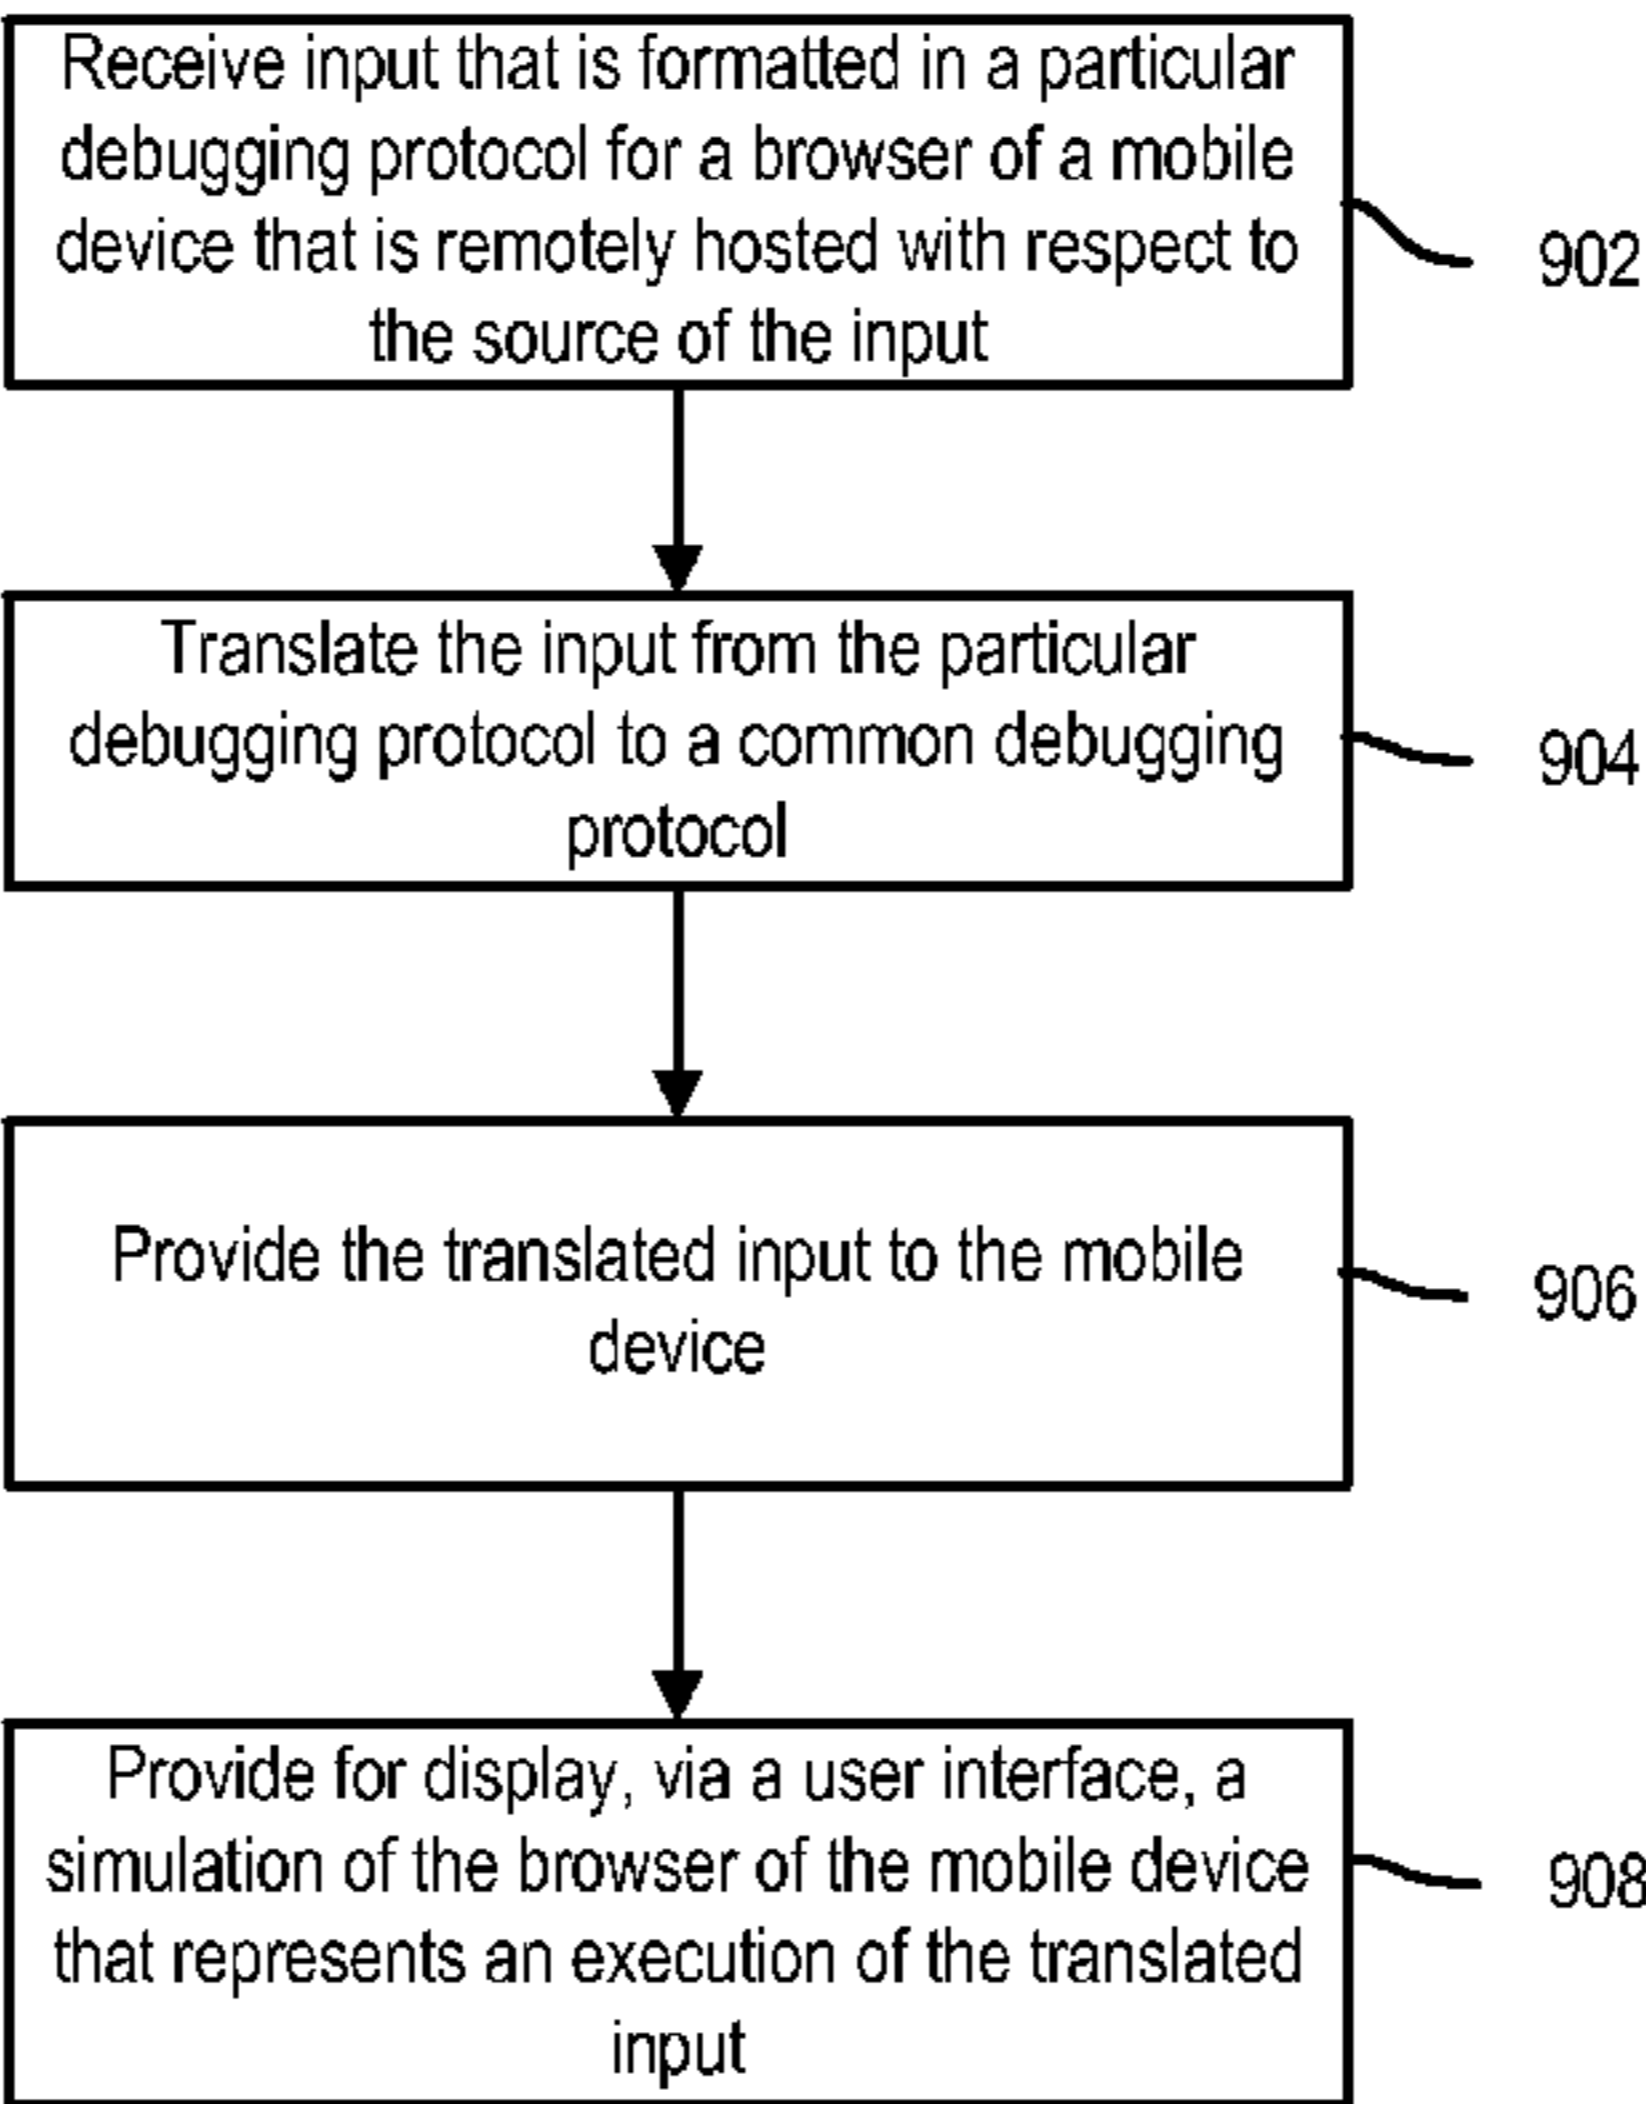 Receive input that is formatted in a particular
debugging protocol for a browser of a mobile
device that is remotely hosted with respect to
the source of the input
902
Translate the input from the particular
debugging protocol to a common debugging
protocol
904
Provide the translated input to the mobile
device
906
Provide for display, via a user interface, a
simulation of the browser of the mobile device
that represents an execution of the translated
input
908